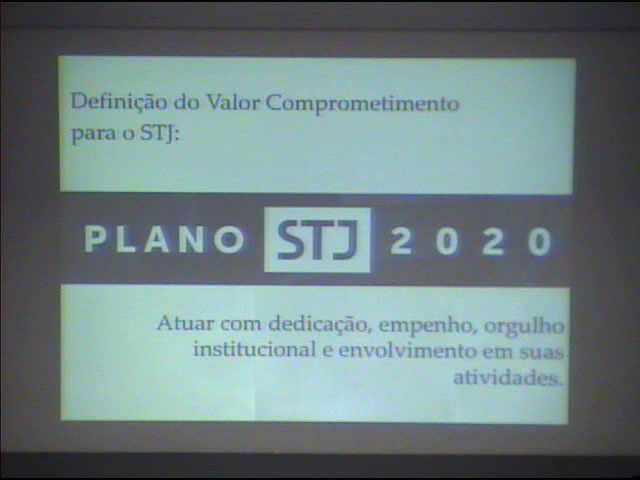 Definição do Valor Comprometimento
para o STJ:
PLANO STJ 2020
Atuar com dedicação, empenho, orgulho
institucional e envolvimento em suas
atividades.